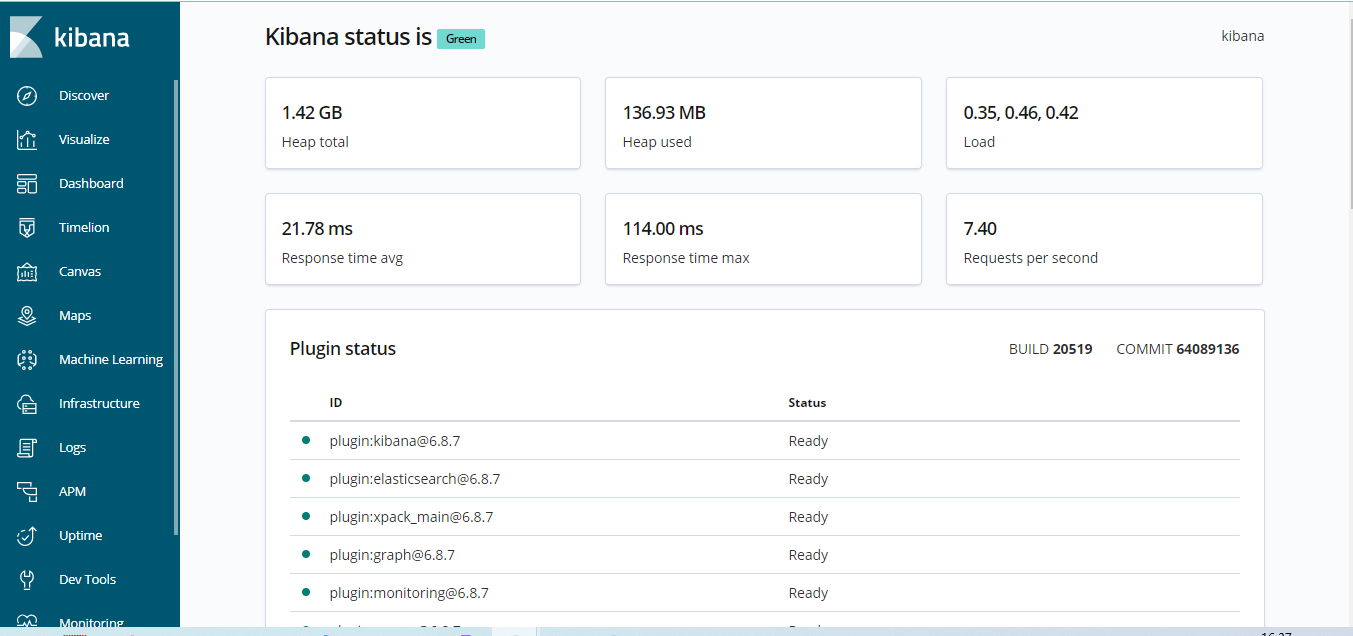 kibana
Discover
Visualize
Dashboard
Timelion
Canvas
Maps
Machine Learning
Infrastructure
Logs
APM
Uptime
Dev Tools
Monitoring
Kibana status is Green
kibana
1.42 GB
Heap total
136.93 MB
Heap used
0.35, 0.46, 0.42
Load
21.78 ms
Response time avg
114.00 ms
Response time max
7.40
Requests per second
Plugin status
BUILD 20519
COMMIT 64089136
ID Status
plugin:kibana@6.8.7 Ready
plugin:elasticsearch@6.8.7 Ready
plugin:xpack_main@6.8.7 Ready
plugin:graph@6.8.7 Ready
plugin:monitoring@6.8.7 Ready